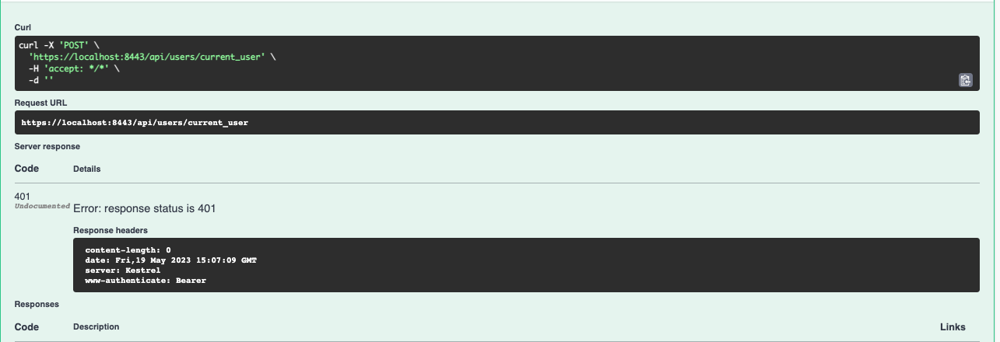 Curl
curl -X 'POST' \
'https://localhost:8443/api/users/current_user' \
-H 'accept: */*' \
-d ''
Request URL
https://localhost:8443/api/users/current_user
Server response
Code Details
401
Undocumented
Error: response status is 401
Response headers
content-length: 0
date: Fri,19 May 2023 15:07:09 GMT
server: Kestrel
www-authenticate: Bearer
Responses
Code Description Links